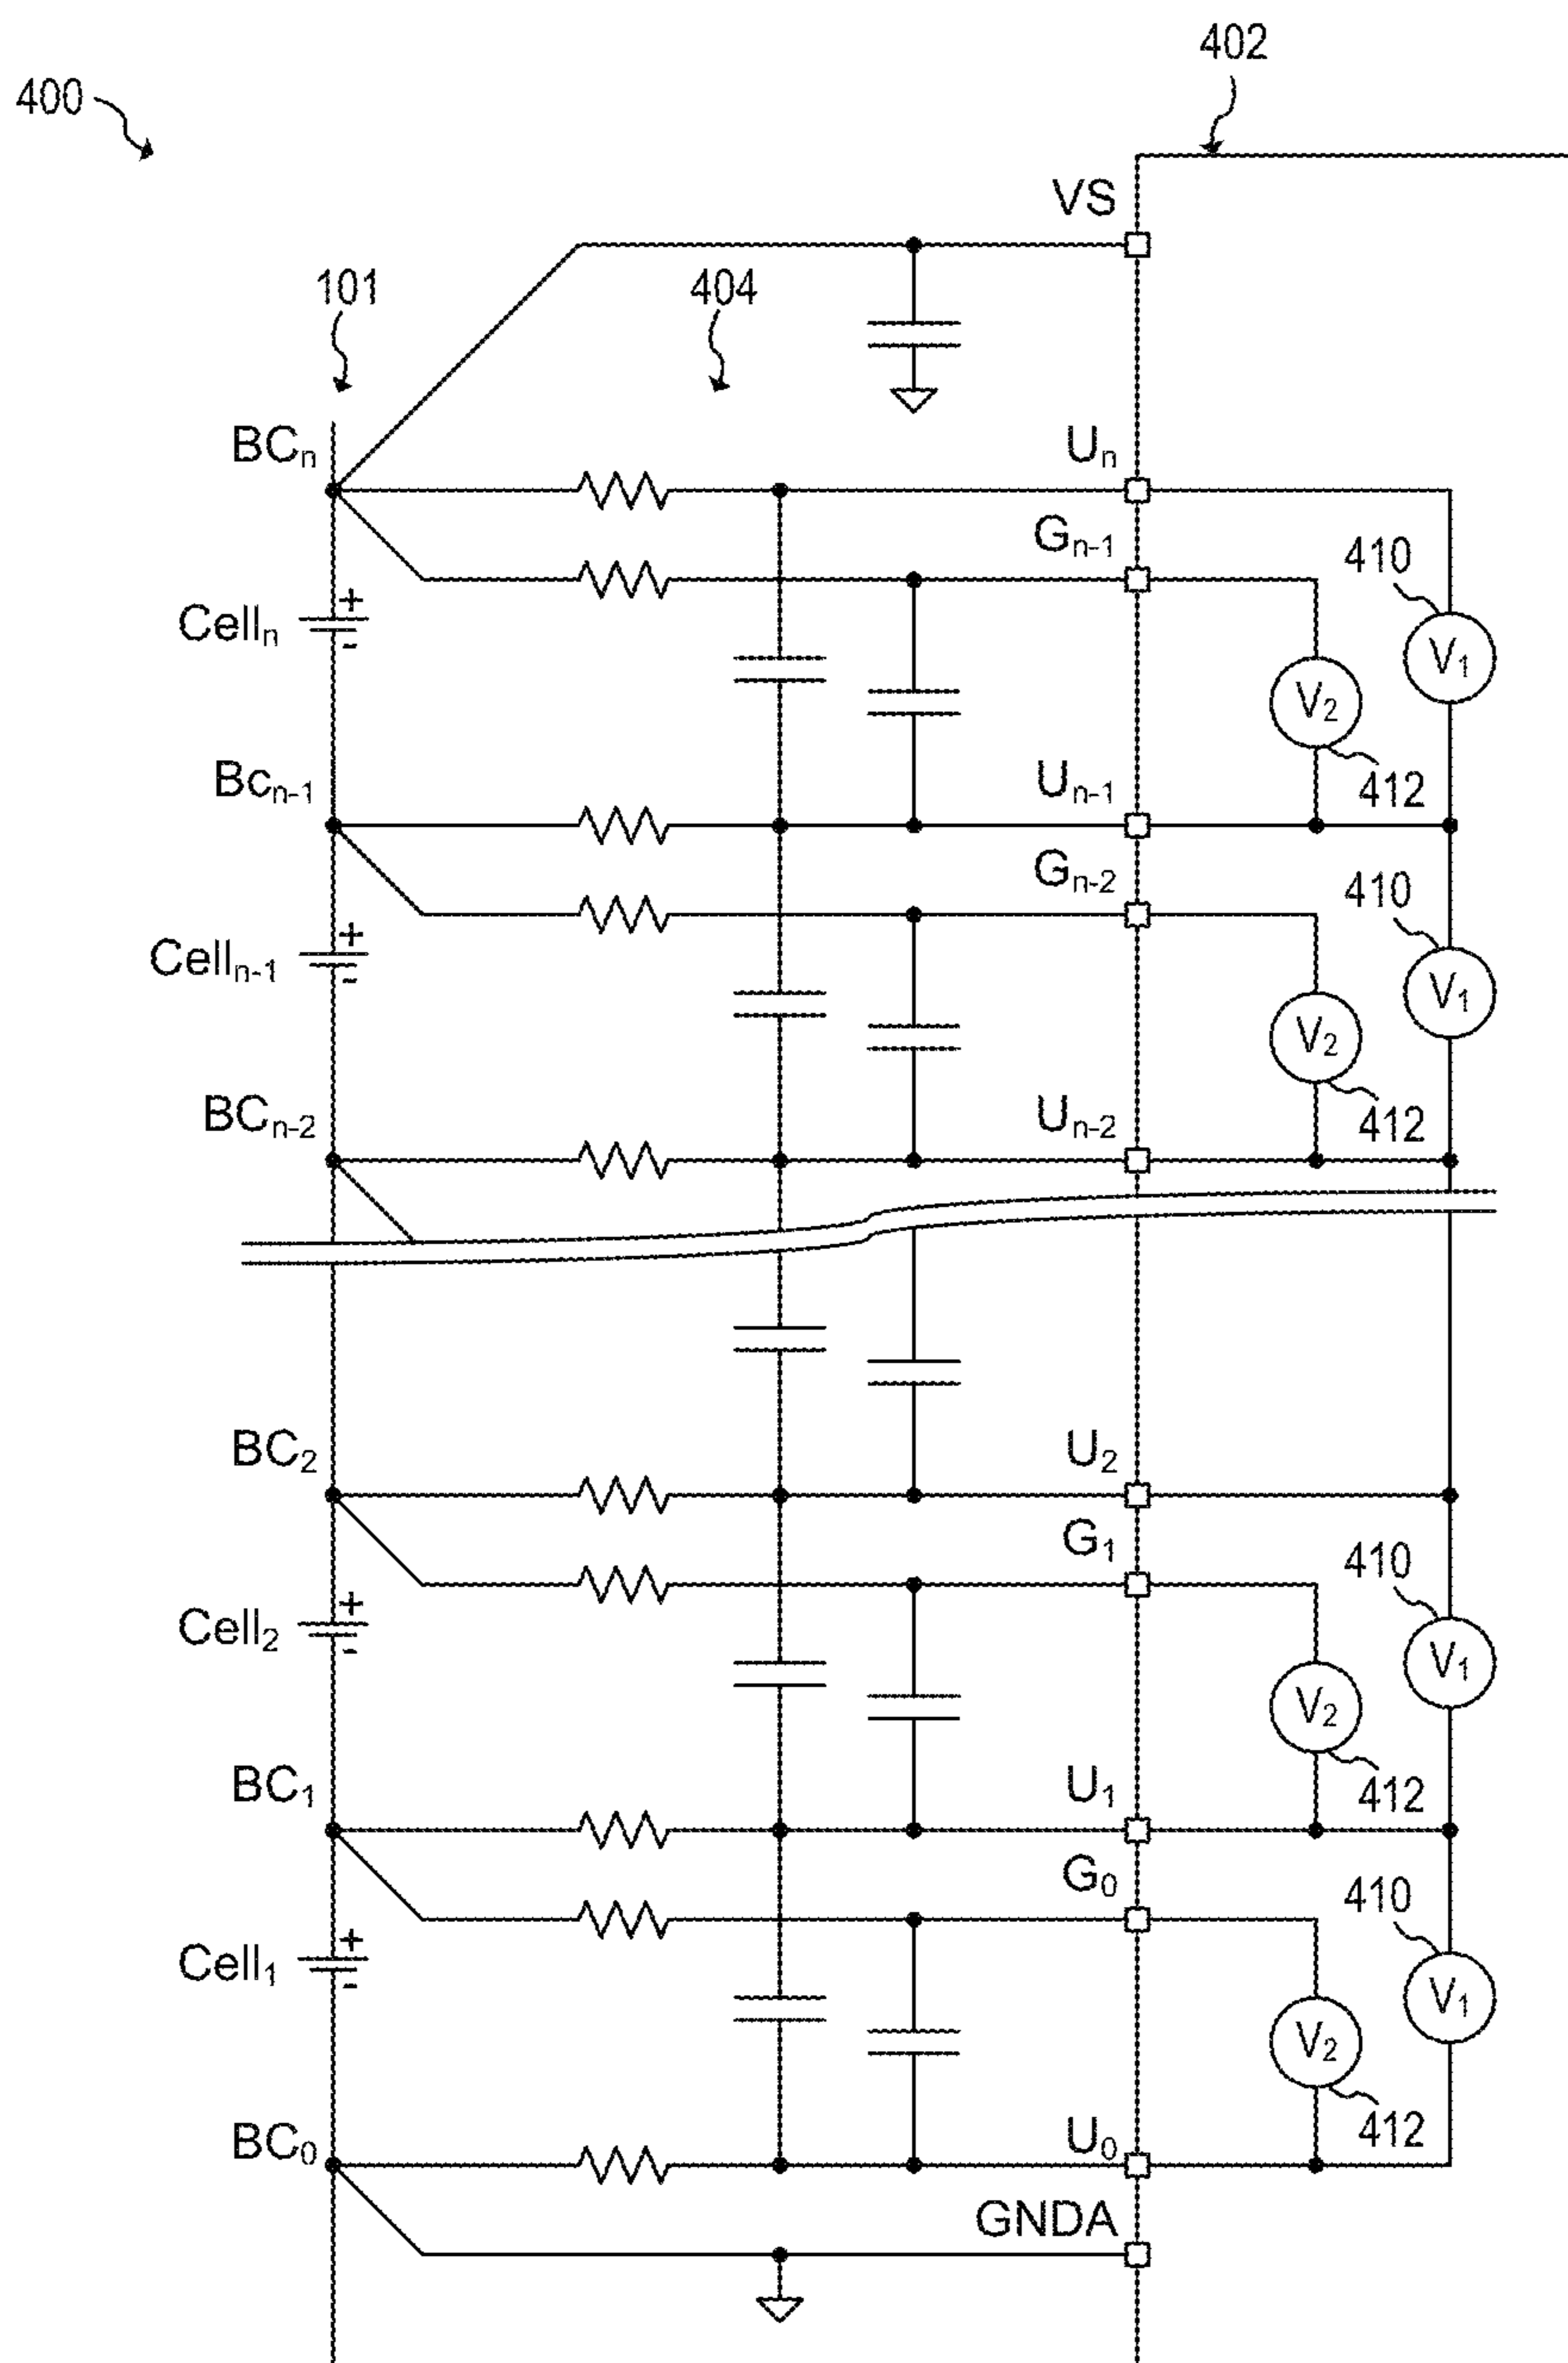 402
400
VS
101
404
BCn
Un
Gn-1
410
Celln
+
-
V1
V2
412
Bcn-1
Un-1
Gn-2
410
Celln-1
+
-
V1
V2
412
BCn-2
Un-2
BC2
U2
G1
410
Cell2
+
-
V1
V2
412
BC1
U1
G0
410
Cell1
+
-
V1
V2
412
BC0
U0
GNDA